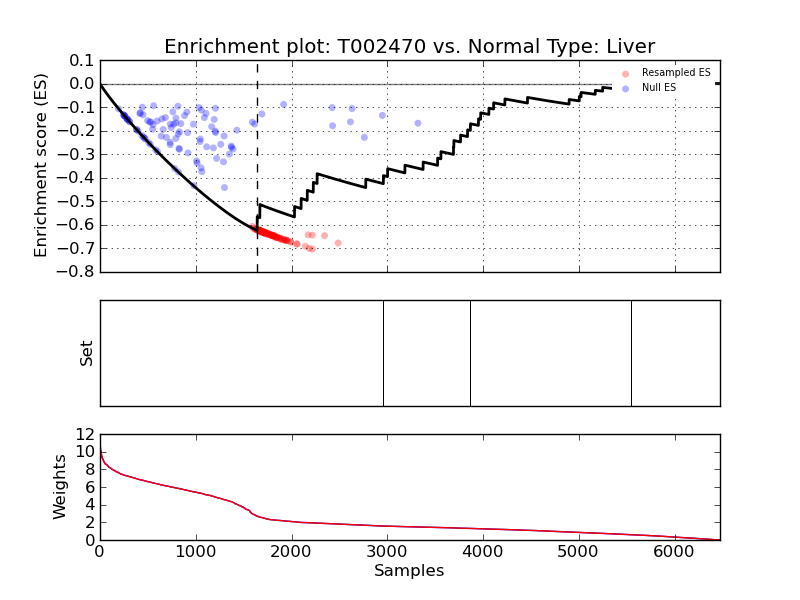 Enrichment plot: T002470 vs. Normal Type: Liver
Enrichment score (ES)
0.1
0.0
−0.1
−0.2
−0.3
−0.4
−0.5
−0.6
−0.7
−0.8
Resampled ES
Null ES
Set
Weights
12
10
8
6
4
2
0
0 1000 2000 3000 4000 5000 6000
Samples